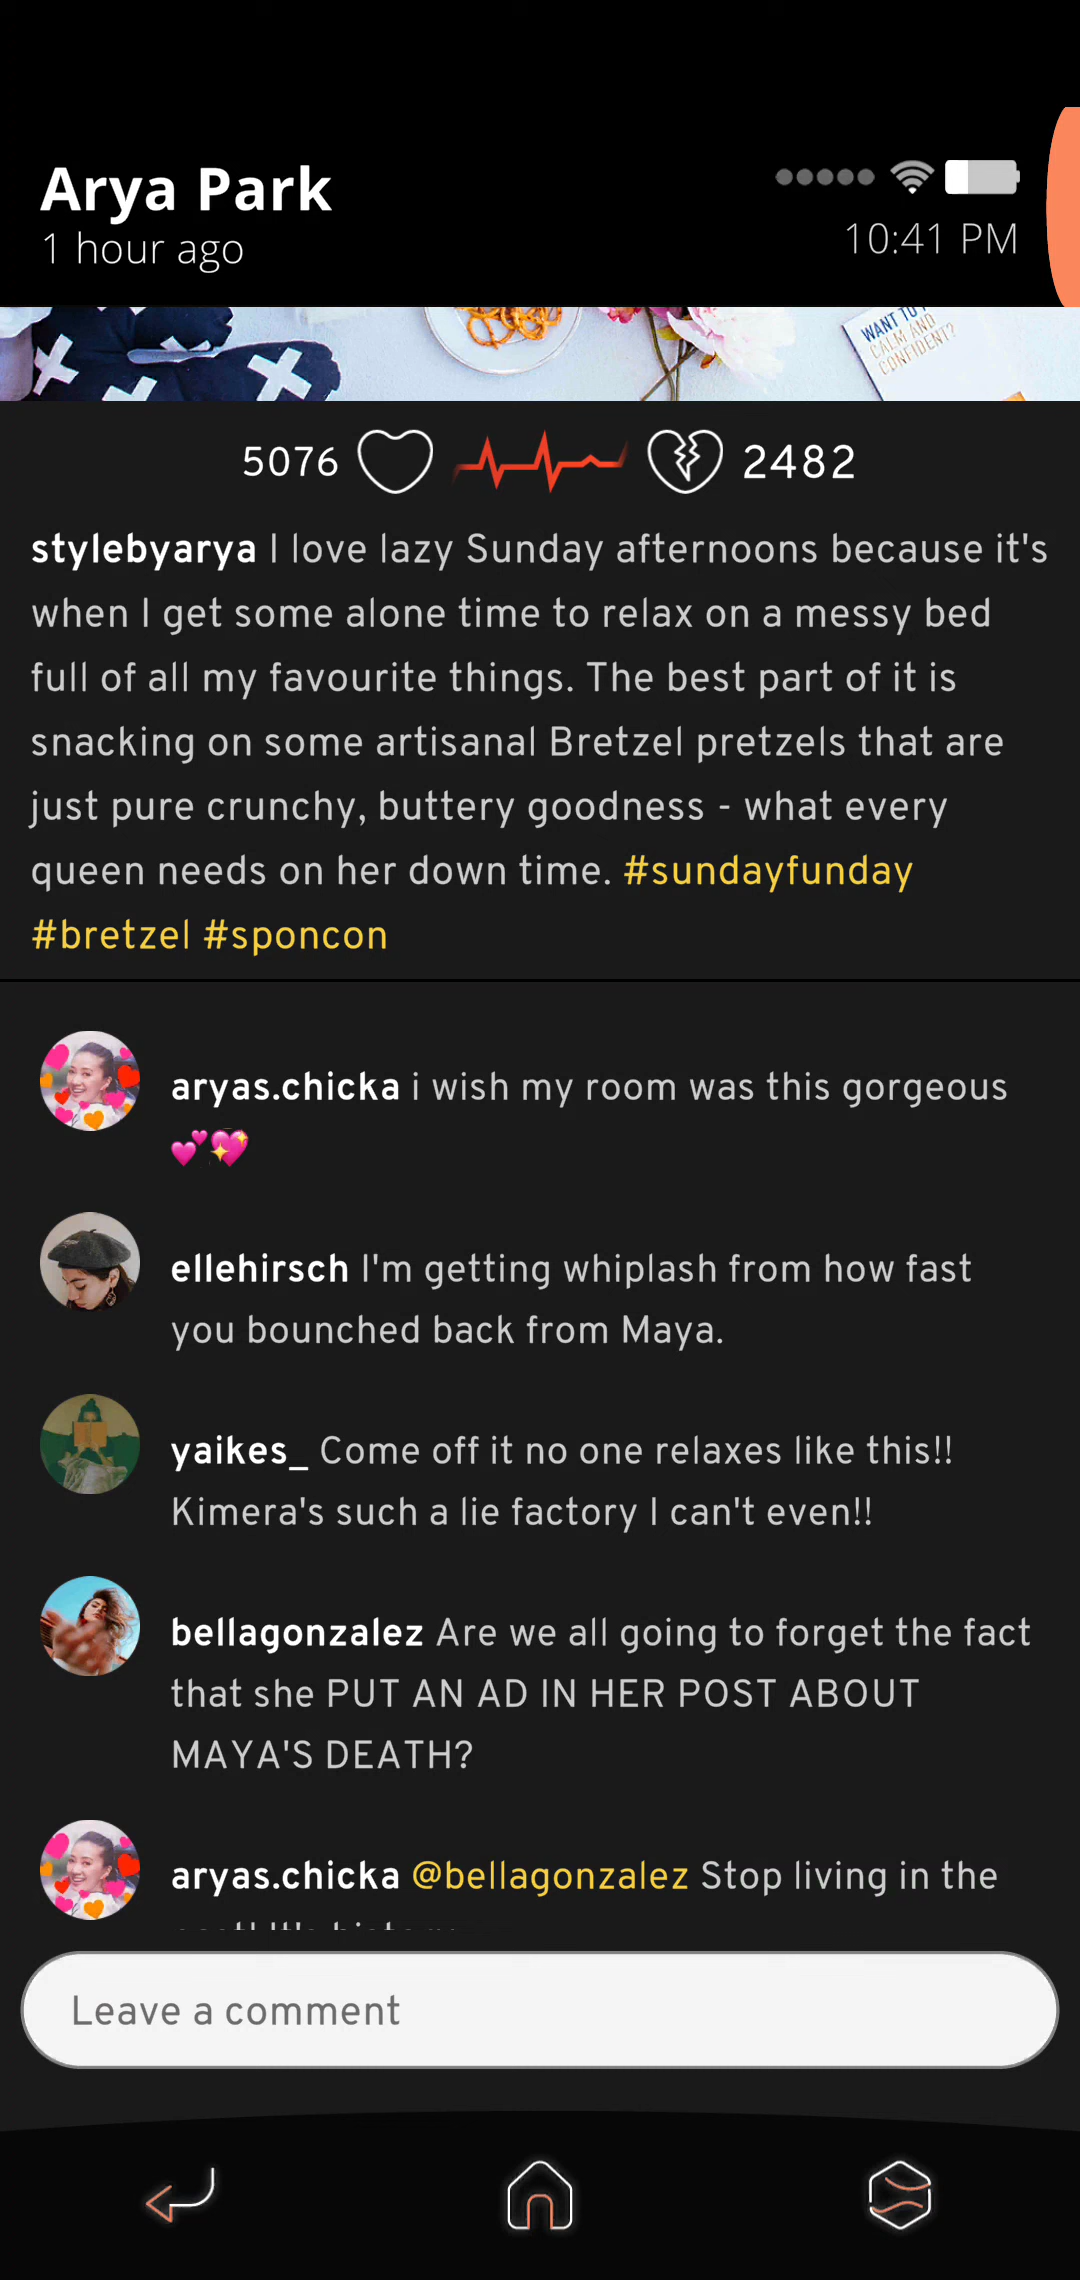 Arya Park
1 hour ago
10:41 PM
WANT TO
CALM AND
CONFIDENT?
5076
2482
stylebyarya I love lazy Sunday afternoons because it's
when I get some alone time to relax on a messy bed
full of all my favourite things. The best part of it is
snacking on some artisanal Bretzel pretzels that are
just pure crunchy, buttery goodness - what every
queen needs on her down time. #sundayfunday
#bretzel #sponcon
aryas.chicka i wish my room was this gorgeous
💕💖
ellehirsch I'm getting whiplash from how fast
you bounched back from Maya.
yaikes_ Come off it no one relaxes like this!!
Kimera's such a lie factory I can't even!!
bellagonzalez Are we all going to forget the fact
that she PUT AN AD IN HER POST ABOUT
MAYA'S DEATH?
aryas.chicka @bellagonzalez Stop living in the
Leave a comment